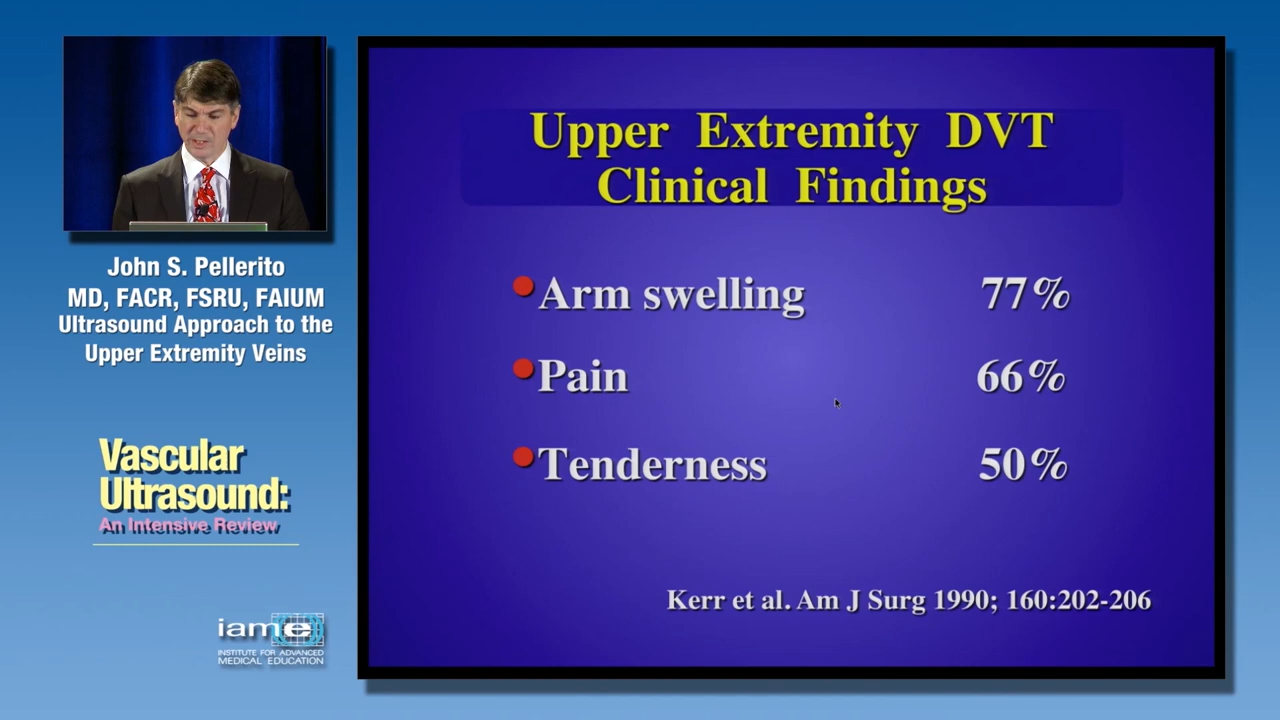 John S. Pellerito
MD, FACR, FSRU, FAIUM
Ultrasound Approach to the
Upper Extremity Veins
Vascular
Ultrasound:
An Intensive Review
iame
INSTITUTE FOR ADVANCED
MEDICAL EDUCATION
Upper Extremity DVT
Clinical Findings
•Arm swelling 77%
•Pain 66%
•Tenderness 50%
Kerr et al. Am J Surg 1990; 160:202-206